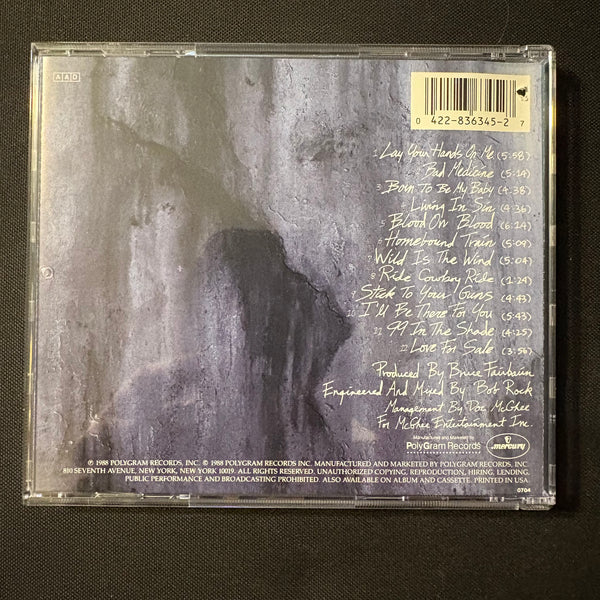 AAD
0 422-836345-2 7
1 Lay Your Hands On Me (5:58)
2 Bad Medicine (5:14)
3 Born To Be My Baby (4:38)
Living In Sin (4:36)
Blood On Blood (6:14)
6 Homebound Train (5:09)
7 Wild Is The Wind (5:04)
8 Ride Cowboy Ride (1:24)
9 Stick To Your Guns (4:43)
10 I'll Be There For You (5:43)
11 99 In The Shade (4:25)
12 Love For Sale (3:56)
Produced By Bruce Fairbairn
Engineered And Mixed By Bob Rock
Management By Doc McGhee
For McGhee Entertainment Inc.
Manufactured and Marketed by
PolyGram Records
mercury
℗ 1988 POLYGRAM RECORDS, INC. © 1988 POLYGRAM RECORDS INC. MANUFACTURED AND MARKETED BY POLYGRAM RECORDS, INC.
810 SEVENTH AVENUE, NEW YORK, NEW YORK 10019. ALL RIGHTS RESERVED. UNAUTHORIZED COPYING, REPRODUCTION, HIRING, LENDING,
PUBLIC PERFORMANCE AND BROADCASTING PROHIBITED. ALSO AVAILABLE ON ALBUM AND CASSETTE. PRINTED IN USA.
0704